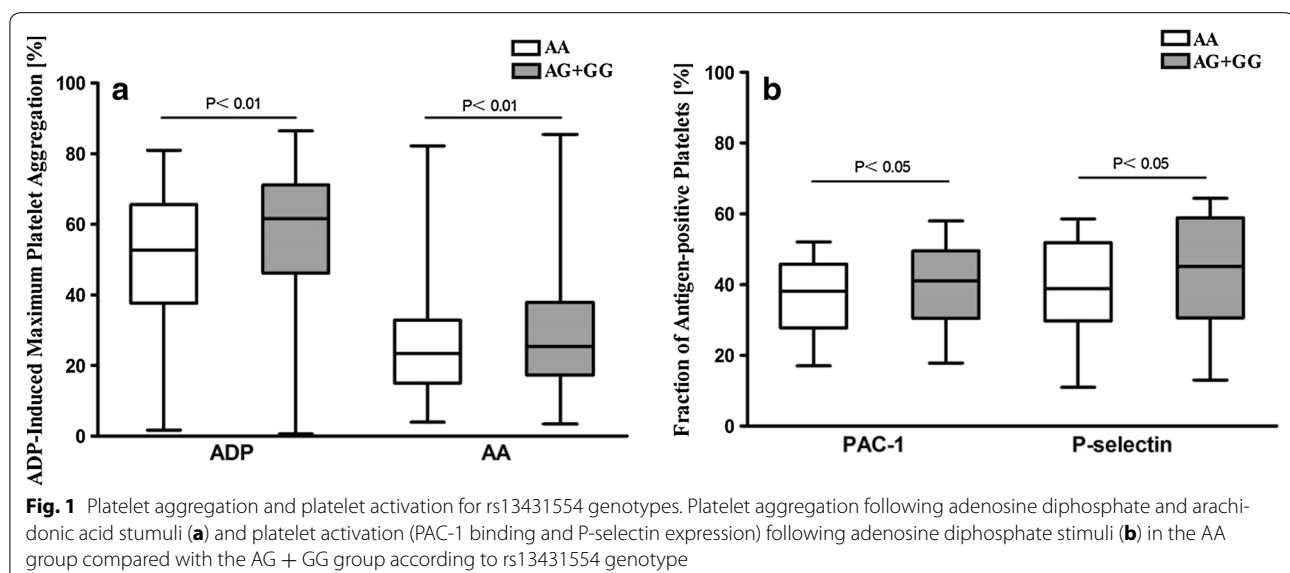 a
ADP-Induced Maximum Platelet Aggregation [%]
AA
AG+GG
100
80
60
40
20
0
P< 0.01
P< 0.01
ADP
AA
b
Fraction of Antigen-positive Platelets [%]
AA
AG+GG
100
80
60
40
20
0
P< 0.05
P< 0.05
PAC-1
P-selectin
Fig. 1 Platelet aggregation and platelet activation for rs13431554 genotypes. Platelet aggregation following adenosine diphosphate and arachi-
donic acid stumuli (a) and platelet activation (PAC-1 binding and P-selectin expression) following adenosine diphosphate stimuli (b) in the AA
group compared with the AG + GG group according to rs13431554 genotype